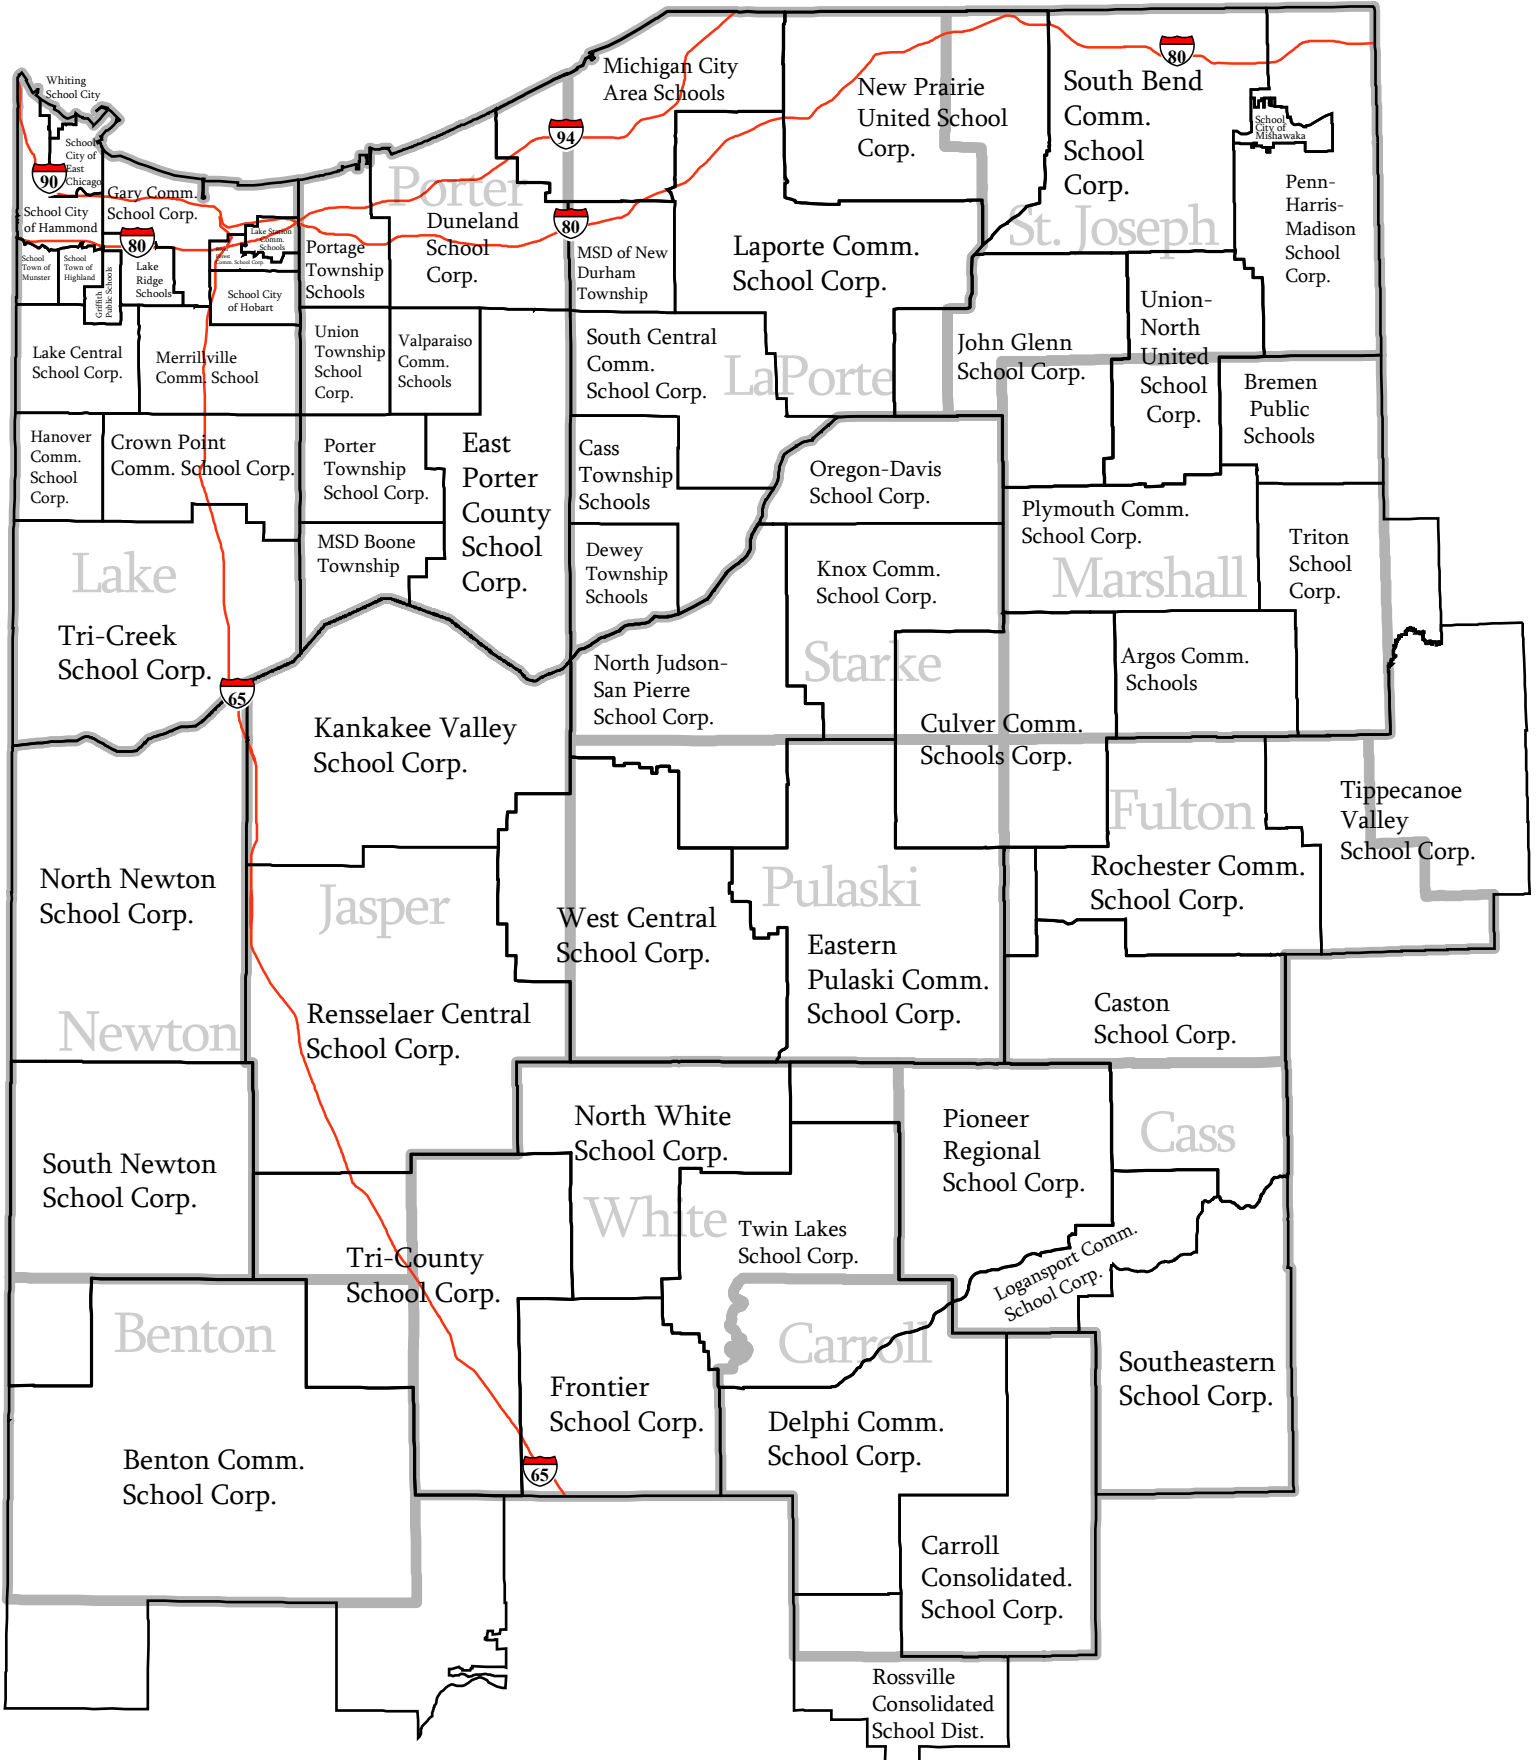 Whiting
School City
School
City of
East
Chicago
90
School City
of Hammond
Gary Comm.
School Corp.
80
School
Town of
Munster
School
Town of
Highland
Griffith
Public Schools
Lake
Ridge
Schools
Lake Station
Comm.
Schools
Comm. School Corp.
School City
of Hobart
Lake Central
School Corp.
Merrillville
Comm. School
Hanover
Comm.
School
Corp.
Crown Point
Comm. School Corp.
Lake
Tri-Creek
School Corp.
65
Porter
Portage
Township
Schools
Duneland
School
Corp.
Union
Township
School
Corp.
Valparaiso
Comm.
Schools
Porter
Township
School Corp.
MSD Boone
Township
East
Porter
County
School
Corp.
Michigan City
Area Schools
94
80
MSD of New
Durham
Township
Laporte Comm.
School Corp.
New Prairie
United School
Corp.
LaPorte
South Central
Comm.
School Corp.
Cass
Township
Schools
Dewey
Township
Schools
80
South Bend
Comm.
School
Corp.
School
City of
Mishawaka
Penn-
Harris-
Madison
School
Corp.
St. Joseph
John Glenn
School Corp.
Union-
North
United
School
Corp.
Bremen
Public
Schools
Oregon-Davis
School Corp.
Knox Comm.
School Corp.
Starke
North Judson-
San Pierre
School Corp.
Plymouth Comm.
School Corp.
Marshall
Triton
School
Corp.
Argos Comm.
Schools
Culver Comm.
Schools Corp.
Kankakee Valley
School Corp.
North Newton
School Corp.
Newton
Jasper
Rensselaer Central
School Corp.
West Central
School Corp.
Pulaski
Eastern
Pulaski Comm.
School Corp.
Fulton
Rochester Comm.
School Corp.
Tippecanoe
Valley
School Corp.
Caston
School Corp.
South Newton
School Corp.
North White
School Corp.
White
Twin Lakes
School Corp.
Pioneer
Regional
School Corp.
Cass
Logansport Comm.
School Corp.
Southeastern
School Corp.
Tri-County
School Corp.
Benton
Benton Comm.
School Corp.
Frontier
School Corp.
65
Carroll
Delphi Comm.
School Corp.
Carroll
Consolidated.
School Corp.
Rossville
Consolidated
School Dist.